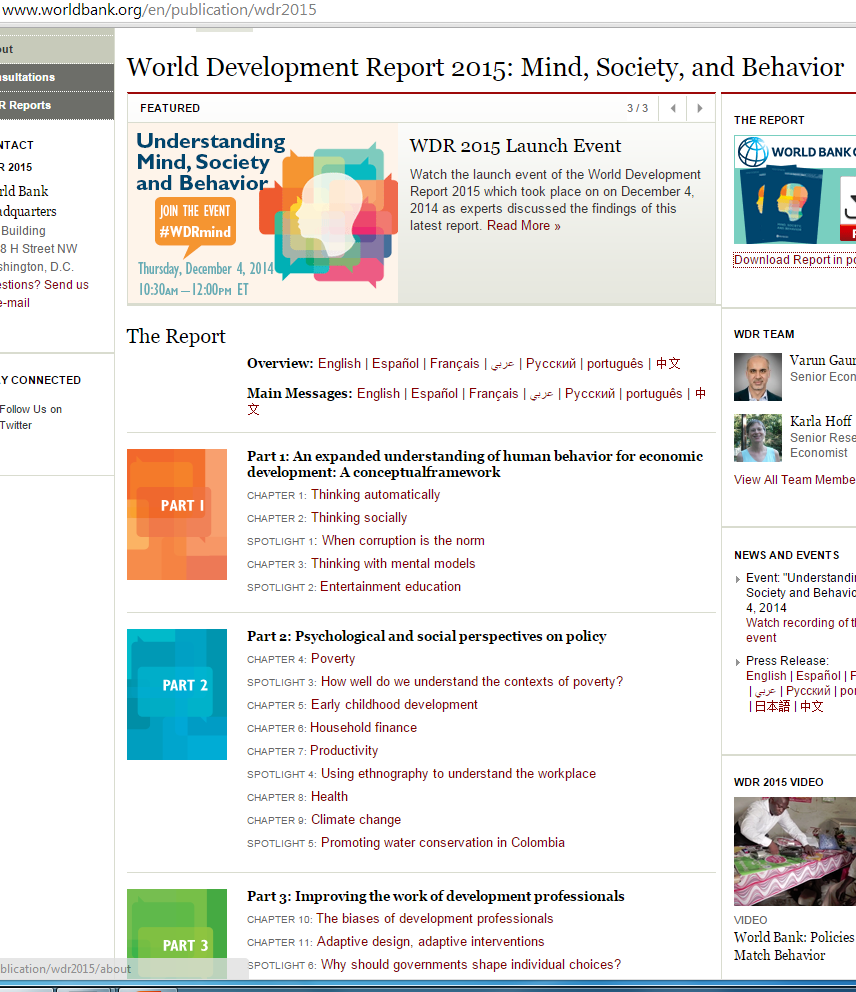 www.worldbank.org/en/publication/wdr2015
out
nsultations
R Reports
NTACT
R 2015
rld Bank
adquarters
Building
8 H Street NW
shington, D.C.
estions? Send us
e-mail
Y CONNECTED
Follow Us on
Twitter
World Development Report 2015: Mind, Society, and Behavior
FEATURED
3 / 3
Understanding
Mind, Society
and Behavior
JOIN THE EVENT
#WDRmind
Thursday, December 4, 2014
10:30AM – 12:00PM ET
WDR 2015 Launch Event
Watch the launch event of the World Development
Report 2015 which took place on on December 4,
2014 as experts discussed the findings of this
latest report. Read More »
The Report
Overview: English | Español | Français | عربي | Русский | português | 中文
Main Messages: English | Español | Français | عربي | Русский | português | 中
文
PART 1
Part 1: An expanded understanding of human behavior for economic
development: A conceptualframework
CHAPTER 1: Thinking automatically
CHAPTER 2: Thinking socially
SPOTLIGHT 1: When corruption is the norm
CHAPTER 3: Thinking with mental models
SPOTLIGHT 2: Entertainment education
PART 2
Part 2: Psychological and social perspectives on policy
CHAPTER 4: Poverty
SPOTLIGHT 3: How well do we understand the contexts of poverty?
CHAPTER 5: Early childhood development
CHAPTER 6: Household finance
CHAPTER 7: Productivity
SPOTLIGHT 4: Using ethnography to understand the workplace
CHAPTER 8: Health
CHAPTER 9: Climate change
SPOTLIGHT 5: Promoting water conservation in Colombia
PART 3
Part 3: Improving the work of development professionals
CHAPTER 10: The biases of development professionals
CHAPTER 11: Adaptive design, adaptive interventions
SPOTLIGHT 6: Why should governments shape individual choices?
blication/wdr2015/about
THE REPORT
WORLD BANK G
Download Report in po
WDR TEAM
Varun Gaur
Senior Econ
Karla Hoff
Senior Rese
Economist
View All Team Membe
NEWS AND EVENTS
Event: "Understandin
Society and Behavio
4, 2014
Watch recording of th
event
Press Release:
English | Español | F
| عربي | Русский | por
| 日本語 | 中文
WDR 2015 VIDEO
VIDEO
World Bank: Policies
Match Behavior